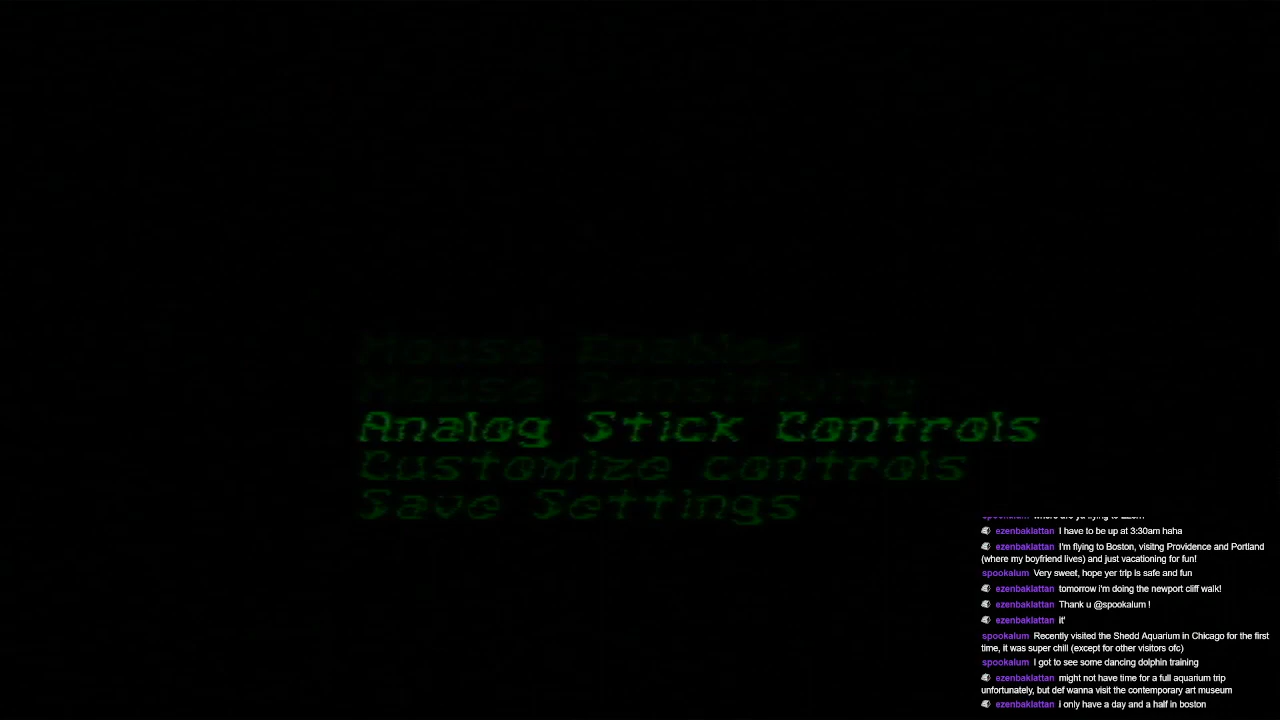 Mouse Enabled
Mouse Sensitivity
Analog Stick Controls
Customize controls
Save Settings
ezenbaklattan I have to be up at 3:30am haha
ezenbaklattan I'm flying to Boston, visitng Providence and Portland
(where my boyfriend lives) and just vacationing for fun!
spookalum Very sweet, hope yer trip is safe and fun
ezenbaklattan tomorrow i'm doing the newport cliff walk!
ezenbaklattan Thank u @spookalum !
ezenbaklattan it'
spookalum Recently visited the Shedd Aquarium in Chicago for the first
time, it was super chill (except for other visitors ofc)
spookalum I got to see some dancing dolphin training
ezenbaklattan might not have time for a full aquarium trip
unfortunately, but def wanna visit the contemporary art museum
ezenbaklattan i only have a day and a half in boston